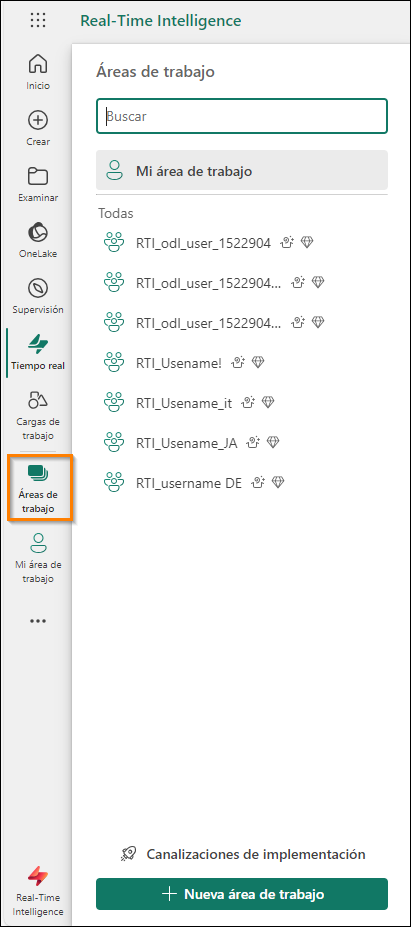 Real-Time Intelligence
Inicio
Crear
Examinar
OneLake
Supervisión
Tiempo real
Cargas de
trabajo
Áreas de
trabajo
Mi área de
trabajo
Real-Time
Intelligence
Áreas de trabajo
Buscar
Mi área de trabajo
Todas
RTI_odl_user_1522904
RTI_odl_user_1522904...
RTI_odl_user_1522904...
RTI_Usename!
RTI_Usename_it
RTI_Usename_JA
RTI_username DE
Canalizaciones de implementación
Nueva área de trabajo